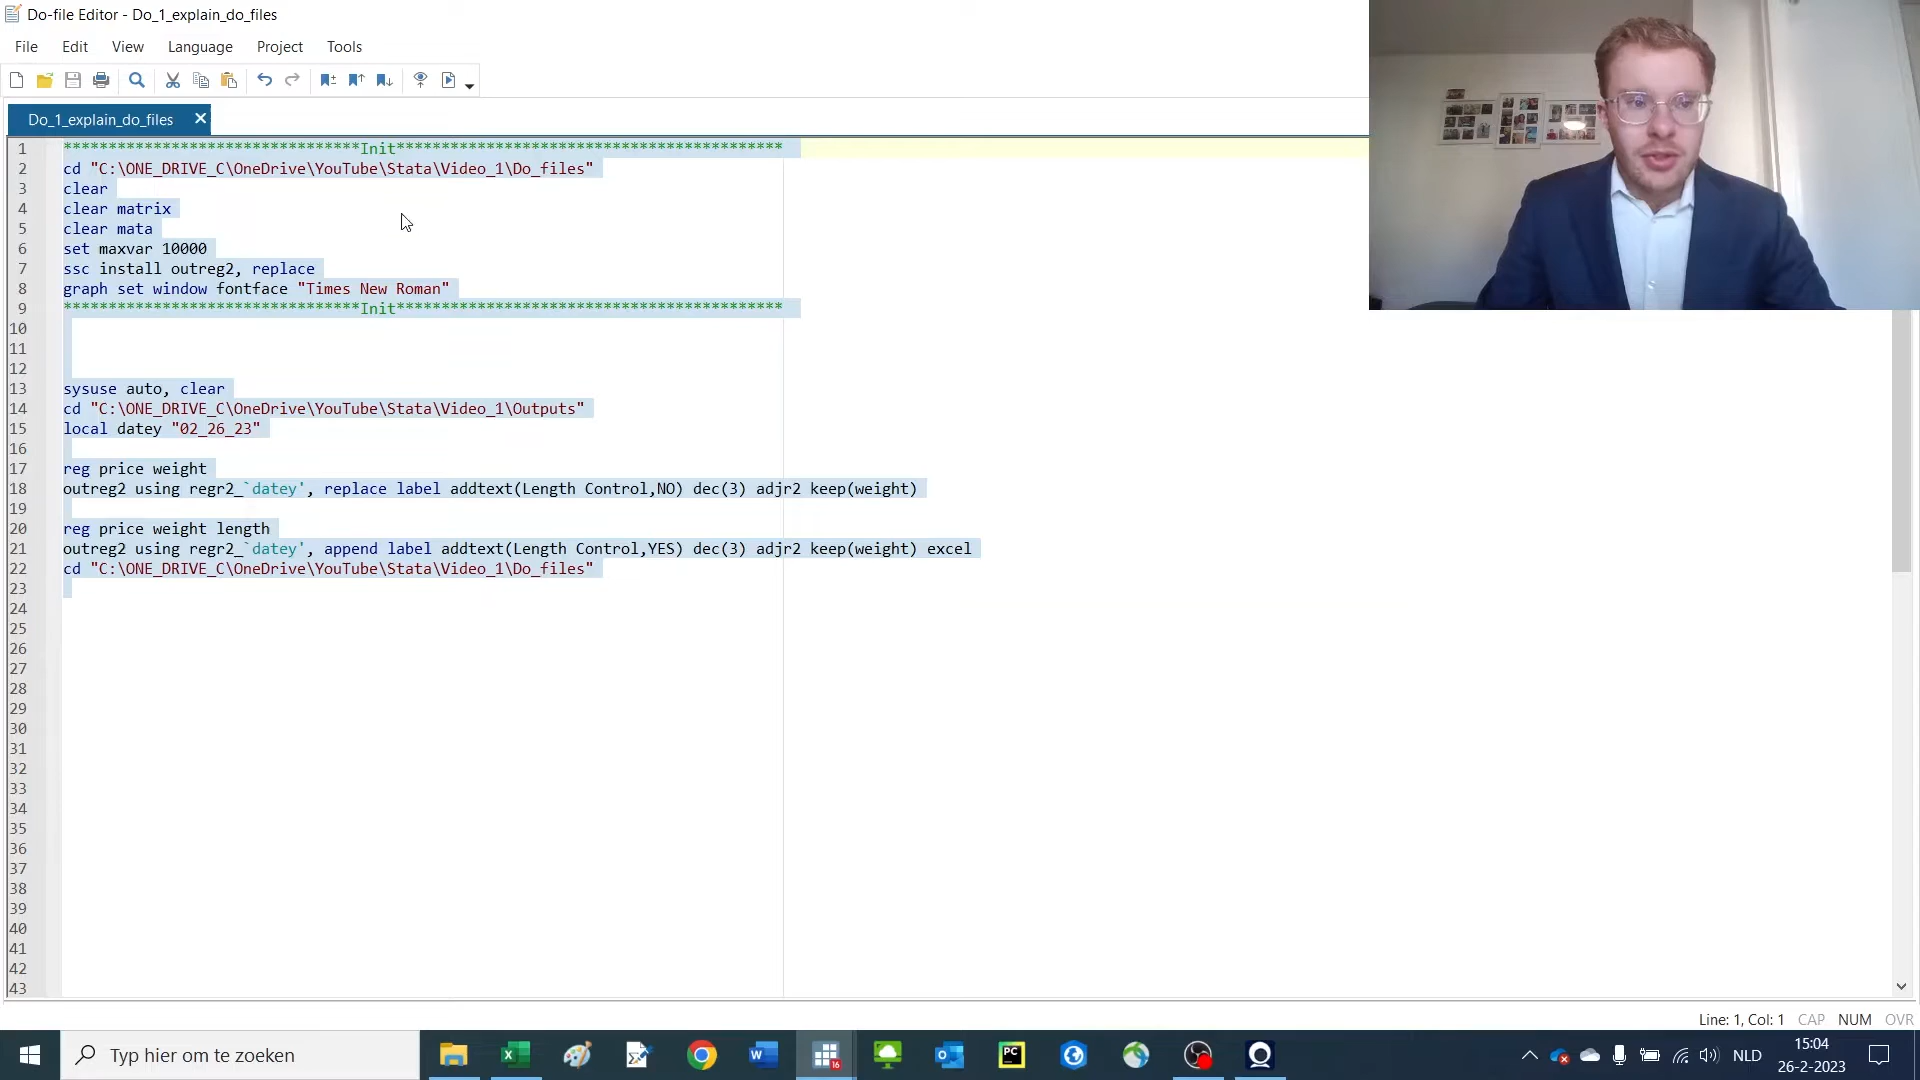 Do-file Editor - Do_1_explain_do_files
File Edit View Language Project Tools
Do_1_explain_do_files
1 *********************************Init*******************************************
2 cd "C:\ONE_DRIVE_C\OneDrive\YouTube\Stata\Video_1\Do_files"
3 clear
4 clear matrix
5 clear mata
6 set maxvar 10000
7 ssc install outreg2, replace
8 graph set window fontface "Times New Roman"
9 *********************************Init*******************************************
10
11
12
13 sysuse auto, clear
14 cd "C:\ONE_DRIVE_C\OneDrive\YouTube\Stata\Video_1\Outputs"
15 local datey "02_26_23"
16
17 reg price weight
18 outreg2 using regr2_`datey', replace label addtext(Length Control,NO) dec(3) adjr2 keep(weight)
19
20 reg price weight length
21 outreg2 using regr2_`datey', append label addtext(Length Control,YES) dec(3) adjr2 keep(weight) excel
22 cd "C:\ONE_DRIVE_C\OneDrive\YouTube\Stata\Video_1\Do_files"
23
24
25
26
27
28
29
30
31
32
33
34
35
36
37
38
39
40
41
42
43
Line: 1, Col: 1 CAP NUM OVR
Typ hier om te zoeken
16
PC
NLD
15:04
26-2-2023